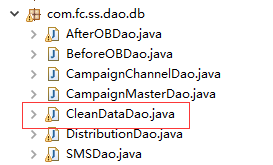 com.fc.ss.dao.db
AfterOBDao.java
BeforeOBDao.java
CampaignChannelDao.java
CampaignMasterDao.java
CleanDataDao.java
DistributionDao.java
SMSDao.java